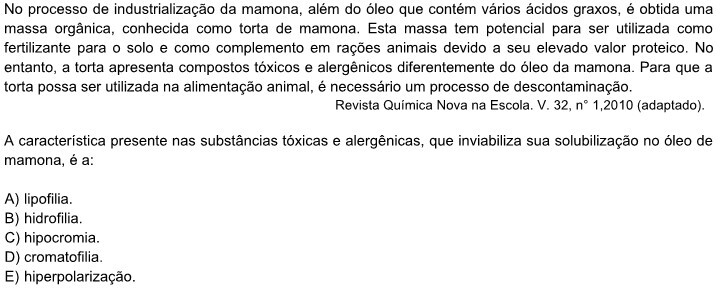 No processo de industrialização da mamona, além do óleo que contém vários ácidos graxos, é obtida uma
massa orgânica, conhecida como torta de mamona. Esta massa tem potencial para ser utilizada como
fertilizante para o solo e como complemento em rações animais devido a seu elevado valor proteico. No
entanto, a torta apresenta compostos tóxicos e alergênicos diferentemente do óleo da mamona. Para que a
torta possa ser utilizada na alimentação animal, é necessário um processo de descontaminação.
Revista Química Nova na Escola. V. 32, n° 1,2010 (adaptado).
A característica presente nas substâncias tóxicas e alergênicas, que inviabiliza sua solubilização no óleo de
mamona, é a:
A) lipofilia.
B) hidrofilia.
C) hipocromia.
D) cromatofilia.
E) hiperpolarização.